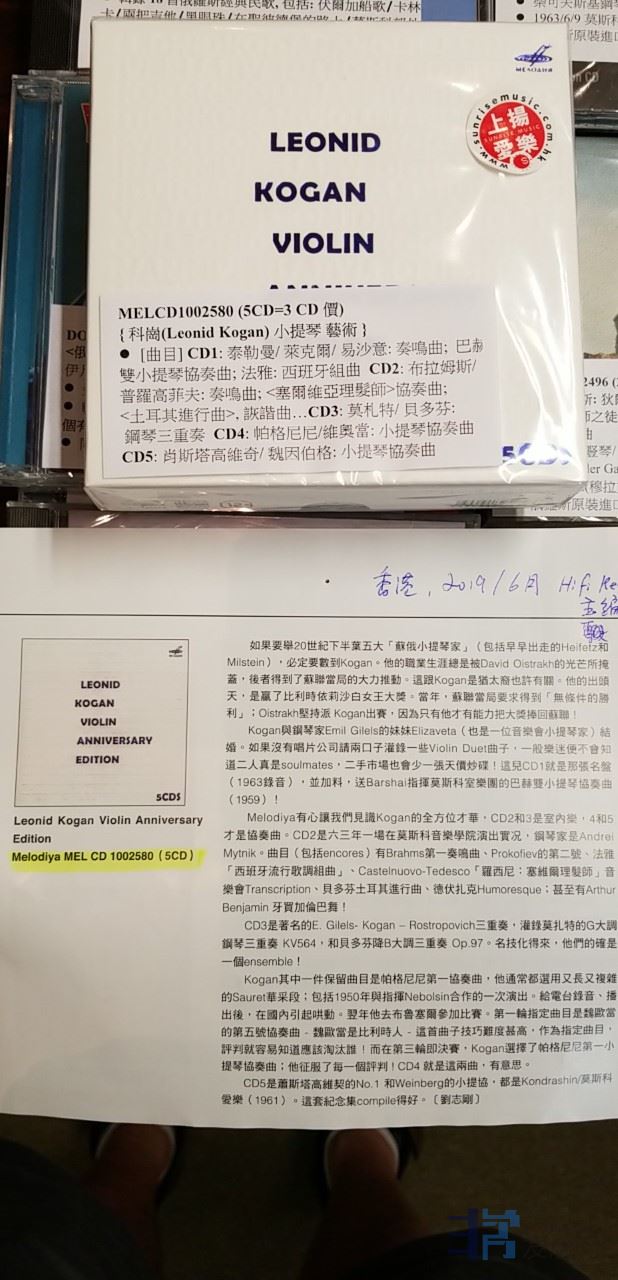 卡/兩把吉他/黑眼珠/在聖彼德堡的路上/莫斯科郊外
МЕЛОДИЯ
www.sunrisemusic.com.hk
上揚
SUNRISE MUSIC
愛樂
LEONID
KOGAN
VIOLIN
MELCD1002580 (5CD=3 CD 價)
{ 科崗(Leonid Kogan) 小提琴 藝術 }
● [曲目] CD1: 泰勒曼/ 萊克爾/ 易沙意: 奏鳴曲; 巴赫
雙小提琴協奏曲; 法雅: 西班牙組曲 CD2: 布拉姆斯/
普羅高菲夫: 奏鳴曲; <塞爾維亞理髮師>協奏曲;
<土耳其進行曲>, 詼諧曲…CD3: 莫札特/ 貝多芬:
鋼琴三重奏 CD4: 帕格尼尼/維奧當: 小提琴協奏曲
CD5: 肖斯塔高維奇/ 魏因伯格: 小提琴協奏曲
5CDs
香港, 2019/6月 Hifi Re
LEONID
KOGAN
VIOLIN
ANNIVERSARY
EDITION
5CDS
Leonid Kogan Violin Anniversary
Edition
Melodiya MEL CD 1002580 (5CD)
如果要舉20世紀下半葉五大「蘇俄小提琴家」(包括早早出走的Heifetz和
Milstein),必定要數到Kogan。他的職業生涯總是被David Oistrakh的光芒所掩
蓋,後者得到了蘇聯當局的大力推動。這跟Kogan是猶太裔也許有關。他的出頭
天,是贏了比利時依莉沙白女王大獎。當年,蘇聯當局要求得到「無條件的勝
利」;Oistrakh堅持派 Kogan出賽,因為只有他才有能力把大獎捧回蘇聯!
Kogan與鋼琴家Emil Gilels的妹妹Elizaveta(也是一位音樂會小提琴家)結
婚。如果沒有唱片公司請兩口子灌錄一些Violin Duet曲子,一般樂迷便不會知
道二人真是soulmates,二手市場也會少一張天價炒碟!這兒CD1就是那張名盤
(1963錄音),並加料,送Barshai指揮莫斯科室樂團的巴赫雙小提琴協奏曲
(1959)!
Melodiya有心讓我們見識Kogan的全方位才華,CD2和3是室內樂,4和5
才是協奏曲。CD2是六三年一場在莫斯科音樂學院演出實況,鋼琴家是Andrei
Mytnik。曲目(包括encores)有Brahms第一奏鳴曲、Prokofiev的第二號、法雅
「西班牙流行歌調組曲」、Castelnuovo-Tedesco「羅西尼:塞維爾理髮師」音
樂會Transcription、貝多芬土耳其進行曲、德伏扎克Humoresque;甚至有Arthur
Benjamin 牙買加倫巴舞!
CD3是著名的E. Gilels- Kogan – Rostropovich三重奏,灌錄莫扎特的G大調
鋼琴三重奏 KV564,和貝多芬降B大調三重奏 Op.97。名技化得來,他們的確是
一個ensemble!
Kogan其中一件保留曲目是帕格尼尼第一協奏曲,他通常都選用又長又複雜
的Sauret華采段;包括1950年與指揮Nebolsin合作的一次演出。給電台錄音、播
出後,在國內引起哄動。翌年他去布魯塞爾參加比賽。第一輪指定曲目是魏歐當
的第五號協奏曲 - 魏歐當是比利時人 - 這首曲子技巧難度甚高,作為指定曲目,
評判就容易知道應該淘汰誰!而在第三輪即決賽,Kogan選擇了帕格尼尼第一小
提琴協奏曲;他征服了每一個評判!CD4 就是這兩曲,有意思。
CD5是蕭斯塔高維契的No.1 和Weinberg的小提協,都是Kondrashin/莫斯科
愛樂(1961)。這套紀念集compile得好。〔劉志剛〕